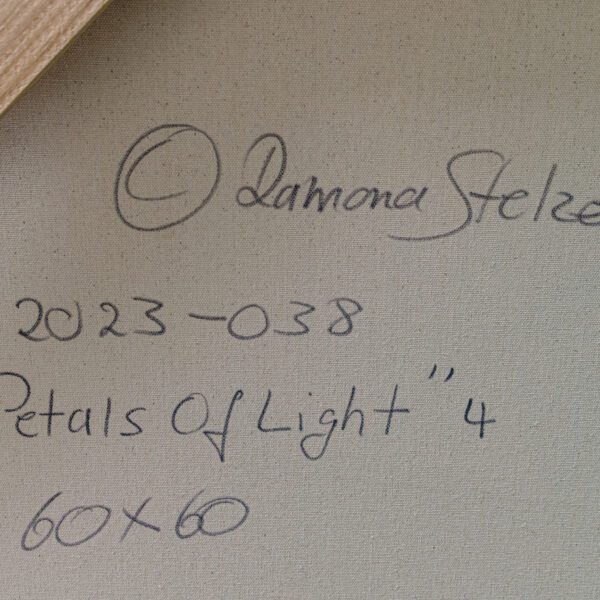 © Ramona Stelze
2023-038
Petals Of Light" 4
60x60